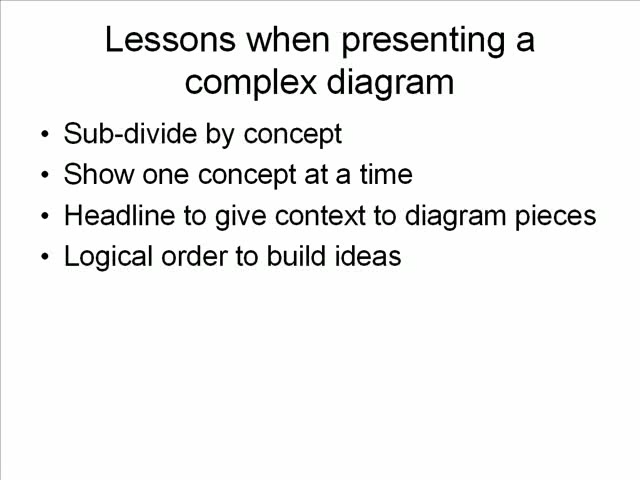 Lessons when presenting a
complex diagram
• Sub-divide by concept
• Show one concept at a time
• Headline to give context to diagram pieces
• Logical order to build ideas